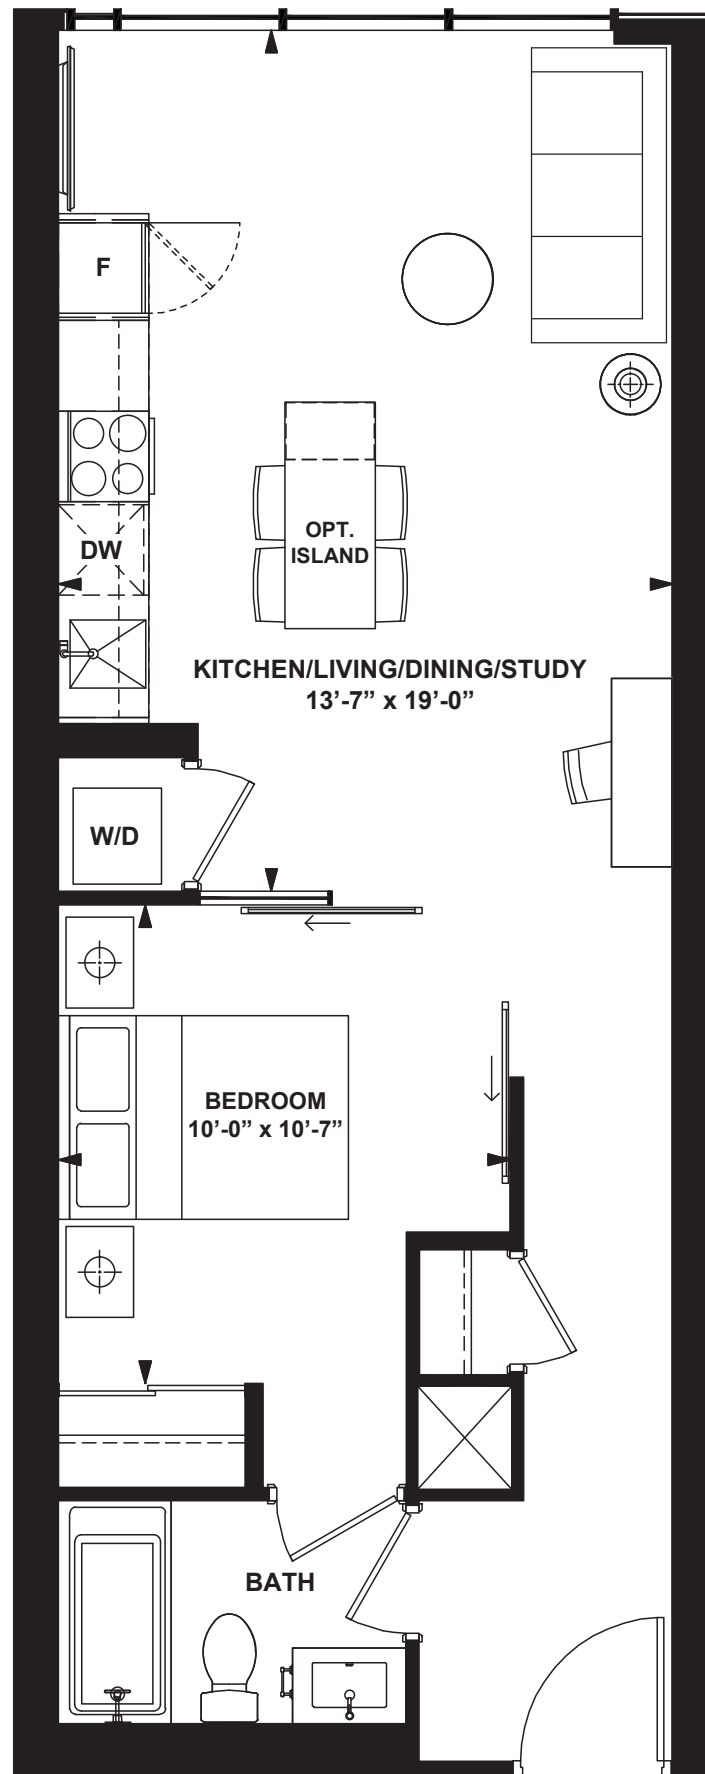 F
OPT.
ISLAND
DW
KITCHEN/LIVING/DINING/STUDY
13’-7” x 19’-0”
W/D
BEDROOM
10’-0” x 10’-7”
BATH